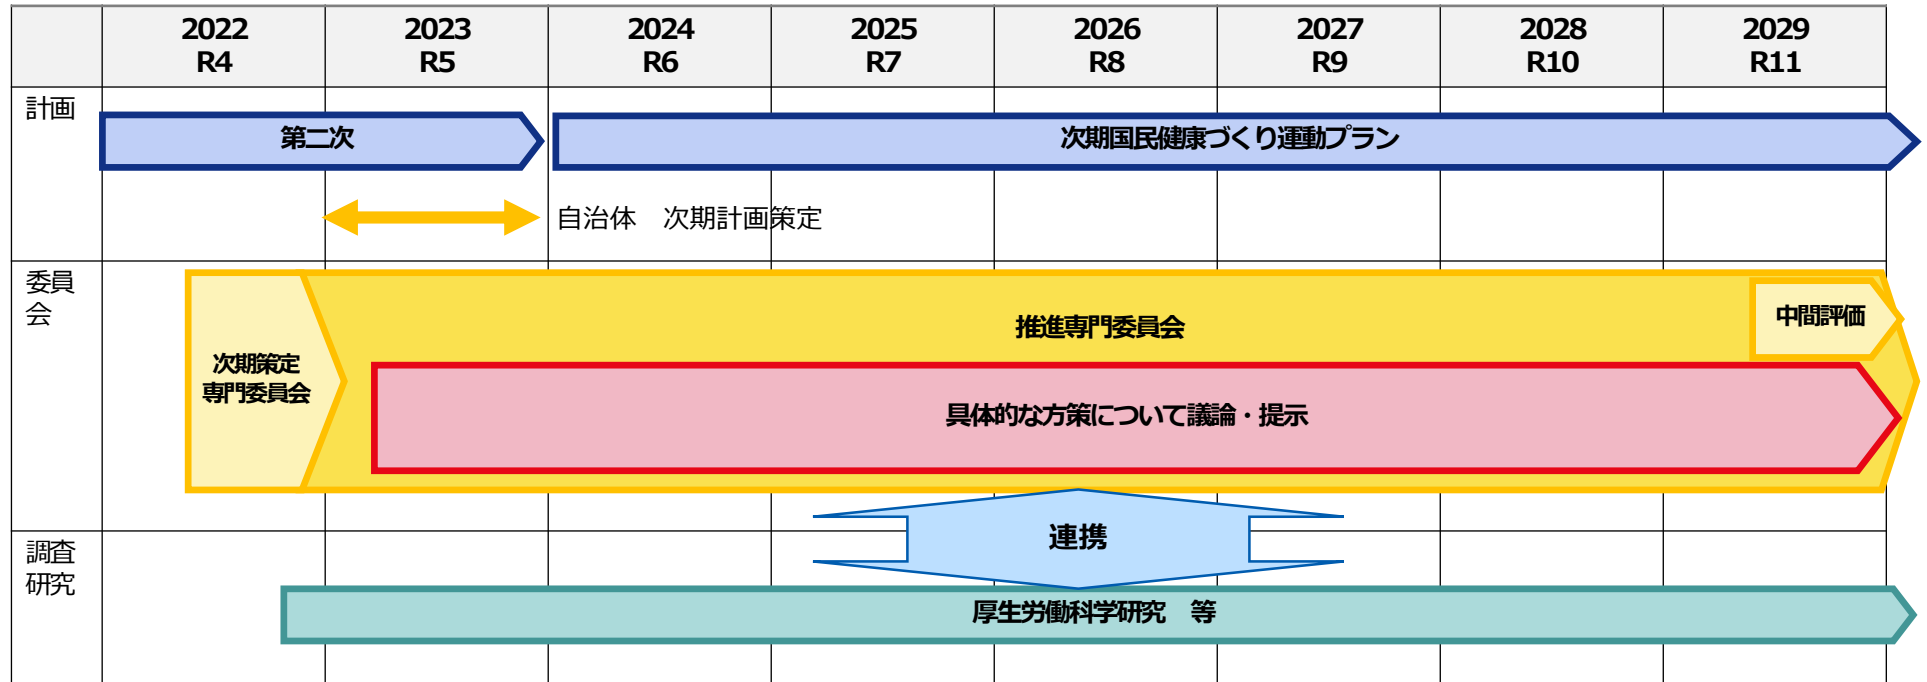 2022
R4
2023
R5
2024
R6
2025
R7
2026
R8
2027
R9
2028
R10
2029
R11
計画
第二次
次期国民健康づくり運動プラン
自治体　次期計画策定
委員
会
次期策定
専門委員会
推進専門委員会
中間評価
具体的な方策について議論・提示
連携
調査
研究
厚生労働科学研究　等